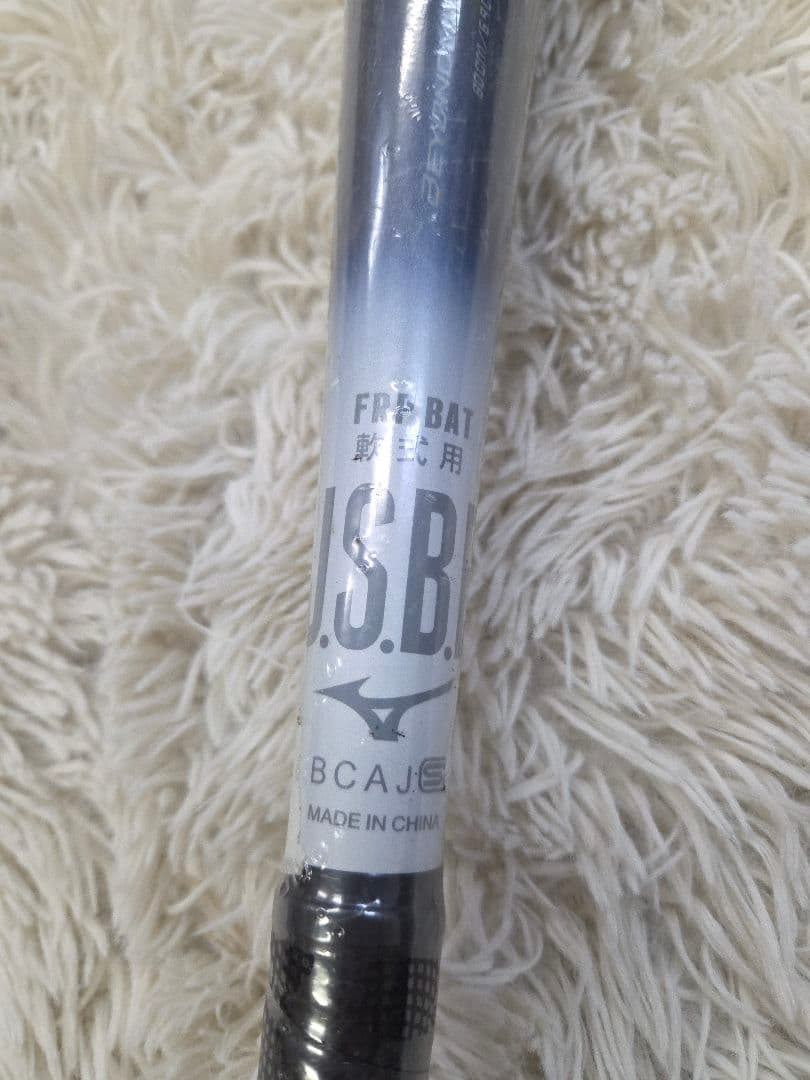 FRP BAT
軟式用
J.S.B.B
BCAJ S
MADE IN CHINA